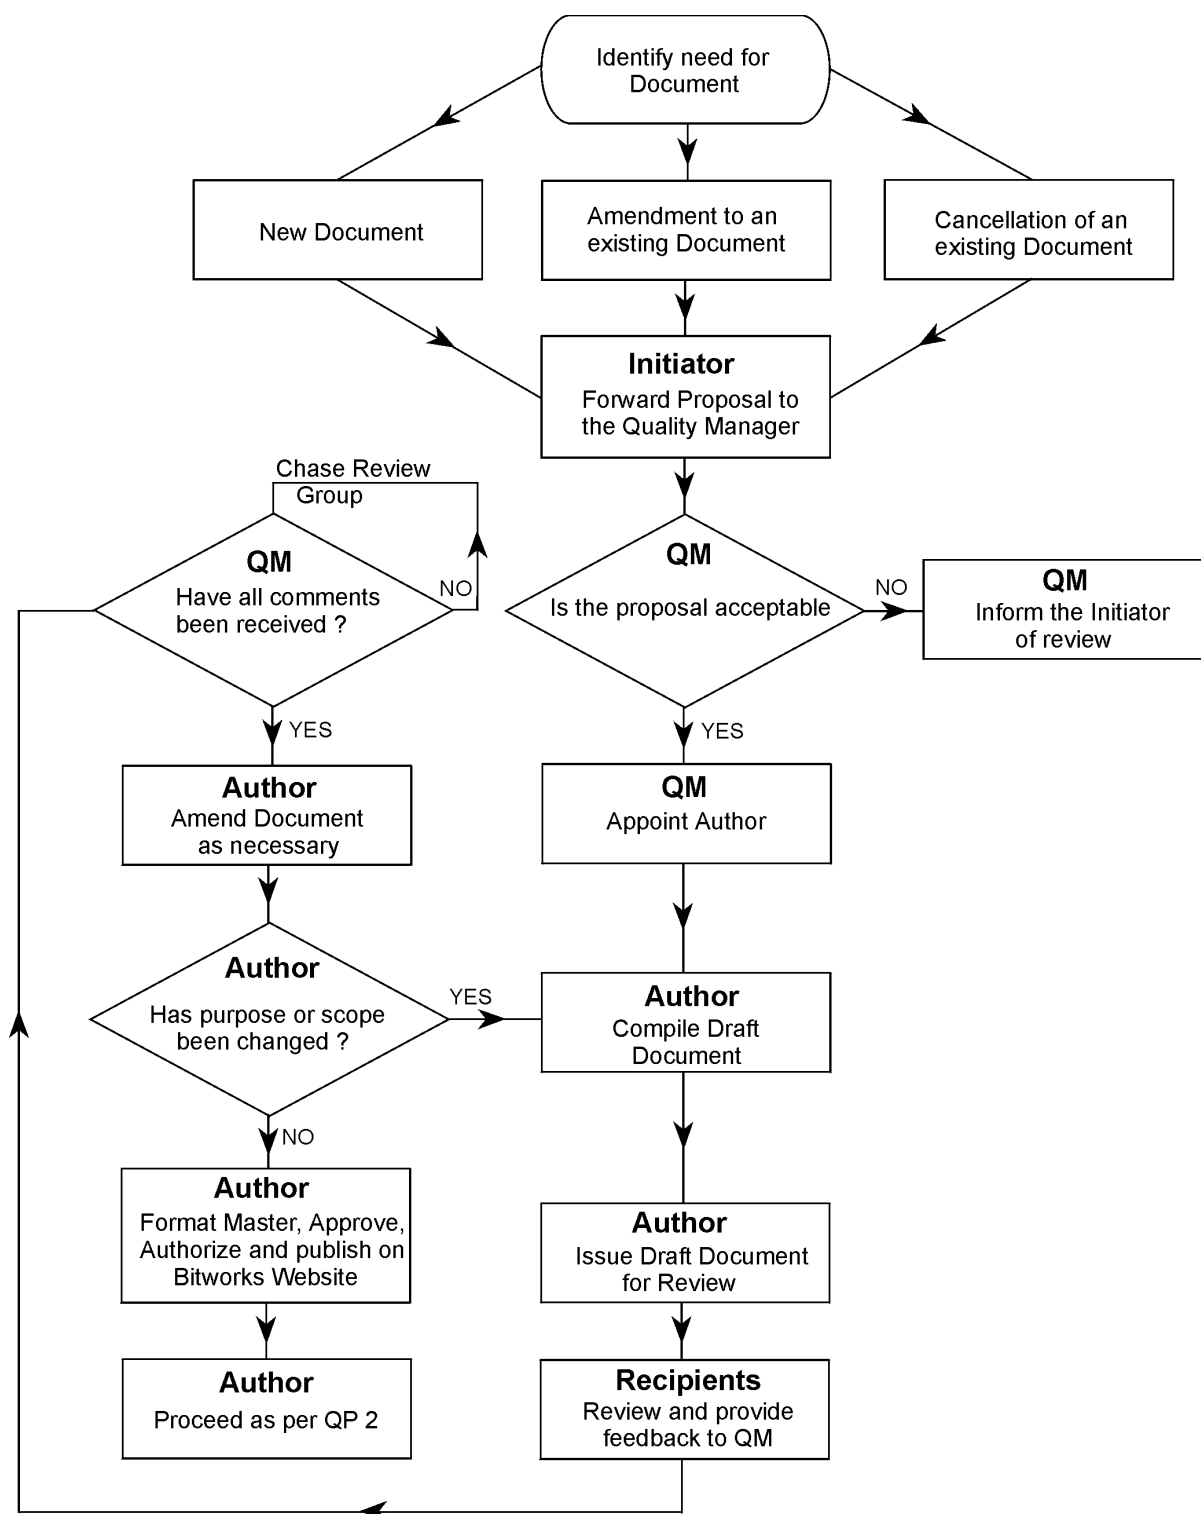 Identify need for
Document
New Document
Amendment to an
existing Document
Cancellation of an
existing Document
Initiator
Forward Proposal to
the Quality Manager
Chase Review
Group
QM
Have all comments
been received ?
NO
YES
QM
Is the proposal acceptable
NO
QM
Inform the Initiator
of review
YES
Author
Amend Document
as necessary
QM
Appoint Author
Author
Has purpose or scope
been changed ?
YES
Author
Compile Draft
Document
NO
Author
Format Master, Approve,
Authorize and publish on
Bitworks Website
Author
Issue Draft Document
for Review
Author
Proceed as per QP 2
Recipients
Review and provide
feedback to QM